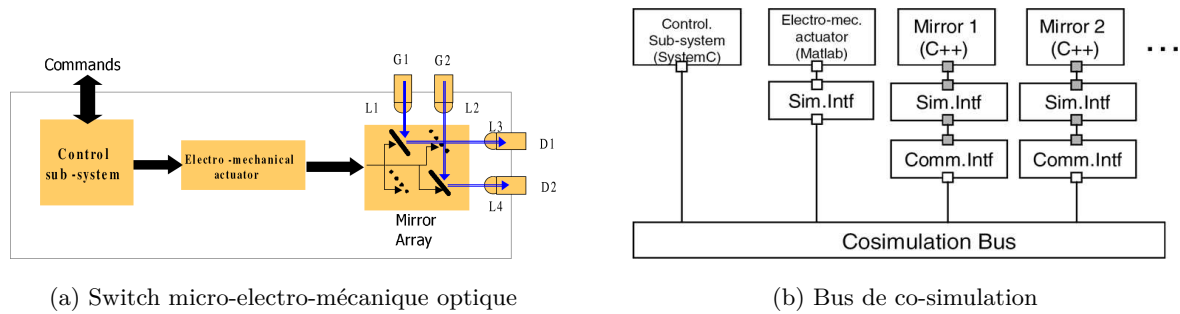 Commands
G1 G2
L1 L2
L3
D1
Control
sub-system
Electro-mechanical
actuator
D2
L4
Mirror
Array
(a) Switch micro-electro-mécanique optique
Control.
Sub-system
(SystemC)
Electro-mec.
actuator
(Matlab)
Mirror 1
(C++)
Mirror 2
(C++)
...
Sim.Intf
Sim.Intf
Sim.Intf
Comm.Intf
Comm.Intf
Cosimulation Bus
(b) Bus de co-simulation